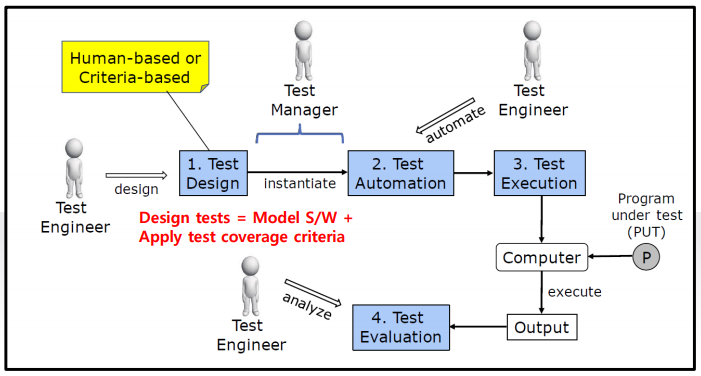 Human-based or
Criteria-based
Test
Manager
Test
Engineer
automate
Test
Engineer
design
1. Test
Design
instantiate
2. Test
Automation
3. Test
Execution
Design tests = Model S/W +
Apply test coverage criteria
Program
under test
(PUT)
Computer
P
execute
Test
Engineer
analyze
4. Test
Evaluation
Output